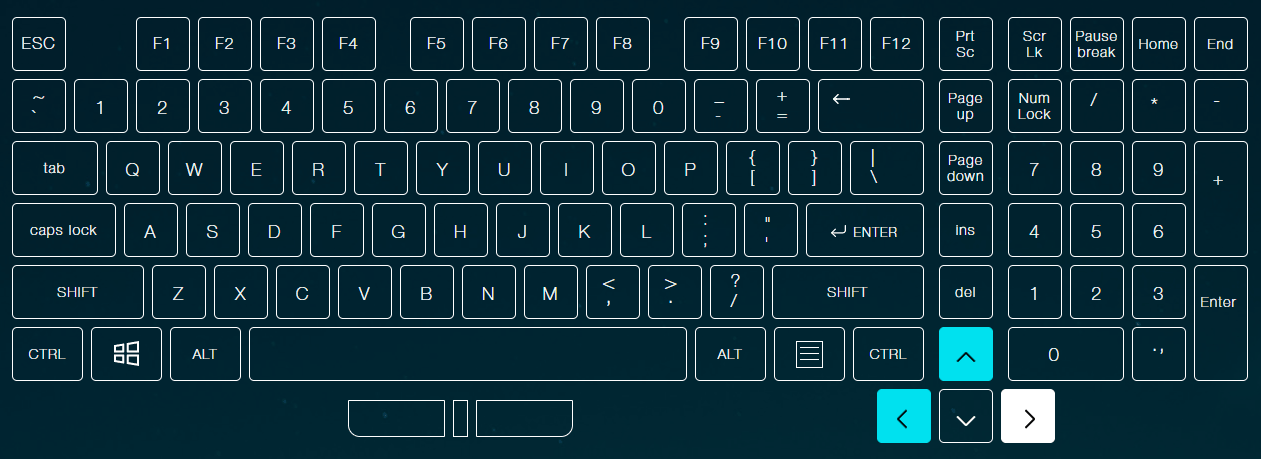 ESC F1 F2 F3 F4 F5 F6 F7 F8 F9 F10 F11 F12 Prt Sc Scr Lk Pause break Home End
~ ` 1 2 3 4 5 6 7 8 9 0 _ - + = ← Page up Num Lock / * -
tab Q W E R T Y U I O P { [ } ] | \ Page down 7 8 9 +
caps lock A S D F G H J K L : ; " ' ↵ ENTER ins 4 5 6
SHIFT Z X C V B N M < , > . ? / SHIFT del 1 2 3 Enter
CTRL ALT ALT CTRL 0 . ,